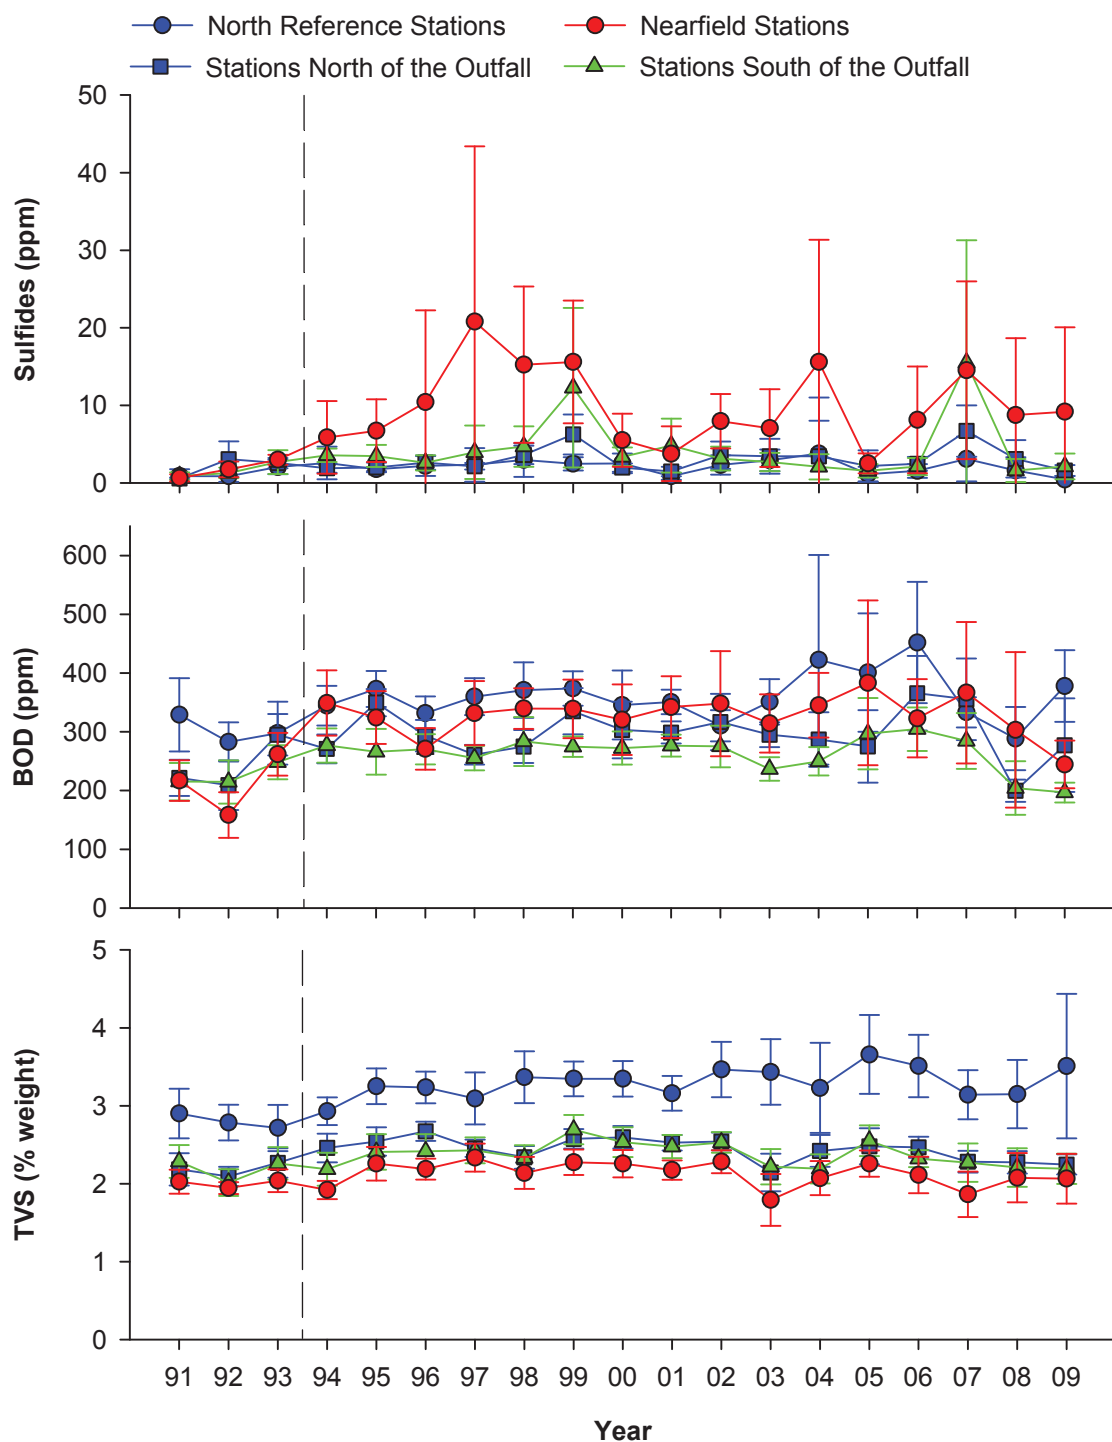 North Reference Stations
Nearfield Stations
Stations North of the Outfall
Stations South of the Outfall
Sulfides (ppm)
50
40
30
20
10
0
BOD (ppm)
600
500
400
300
200
100
0
TVS (% weight)
5
4
3
2
1
0
91 92 93 94 95 96 97 98 99 00 01 02 03 04 05 06 07 08 09
Year